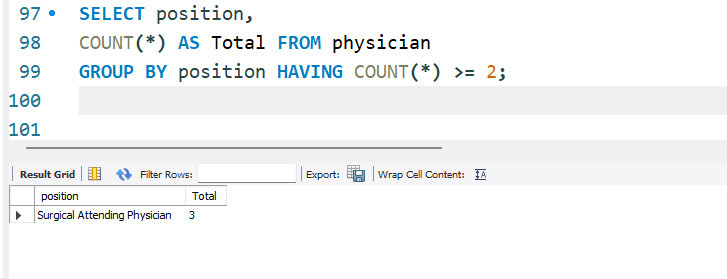 97 SELECT position,
98 COUNT(*) AS Total FROM physician
99 GROUP BY position HAVING COUNT(*) >= 2;
100
101
Result Grid Filter Rows: Export: Wrap Cell Content:
position Total
Surgical Attending Physician 3